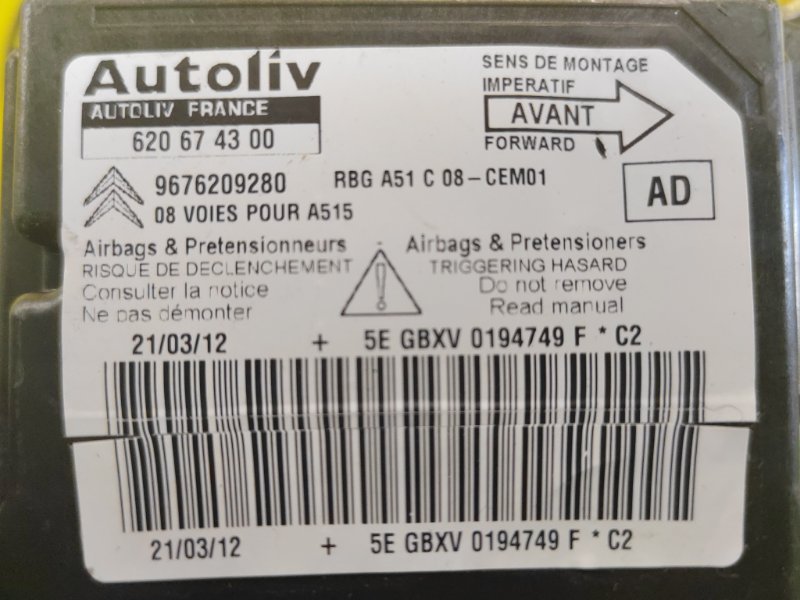 Autoliv
AUTOLIV FRANCE
620 67 43 00
SENS DE MONTAGE
IMPERATIF
AVANT
FORWARD
9676209280 RBG A51 C 08-CEM01
08 VOIES POUR A515
AD
Airbags & Pretensionneurs
RISQUE DE DECLENCHEMENT
Consulter la notice
Ne pas démonter
Airbags & Pretensioners
TRIGGERING HASARD
Do not remove
Read manual
21/03/12 + 5E GBXV 0194749 F * C2
21/03/12 + 5E GBXV 0194749 F * C2